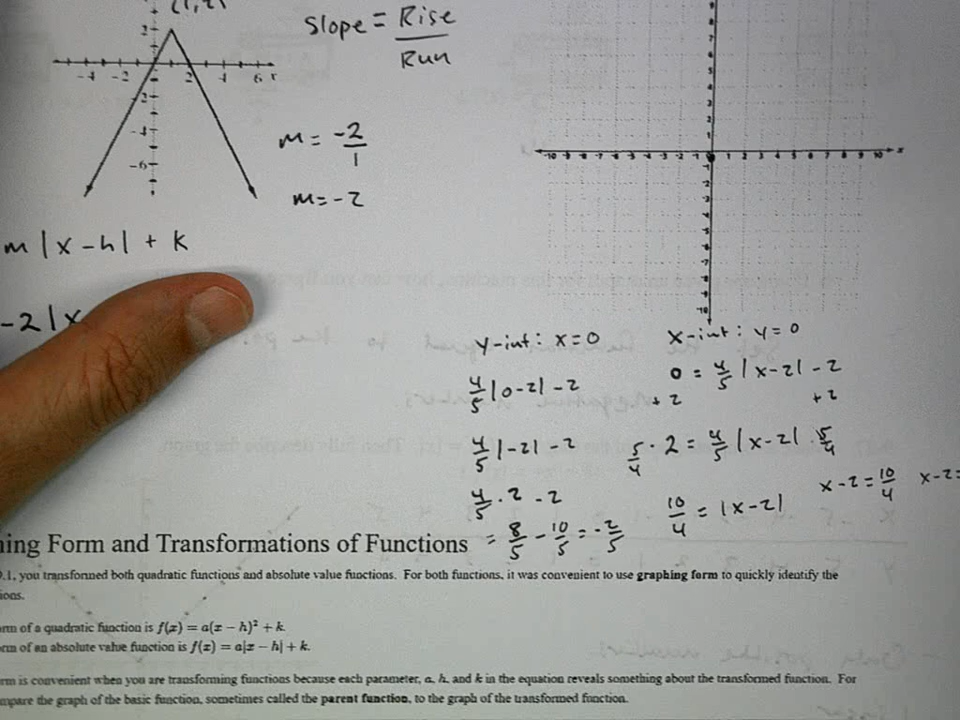 Slope = Rise
Run
m = -2
1
m = -2
m |x-h| + k
-2|x
y-int: x=0
4/5 |0-2| -2
4/5 |-2| -2
4/5 · 2 -2
= 8/5 - 10/5 = -2/5
x-int: y=0
0 = 4/5 |x-2| -2
+2 +2
5/4 · 2 = 4/5 |x-2| · 5/4
10/4 = |x-2|
x-2 = 10/4 x-2=
ing Form and Transformations of Functions
.1, you transformed both quadratic functions and absolute value functions. For both functions, it was convenient to use graphing form to quickly identify the
ions.
rm of a quadratic function is f(x) = a(x − h)² + k.
rm of an absolute value function is f(x) = a|x − h| + k.
rm is convenient when you are transforming functions because each parameter, a, h, and k in the equation reveals something about the transformed function. For
mpare the graph of the basic function, sometimes called the parent function, to the graph of the transformed function.